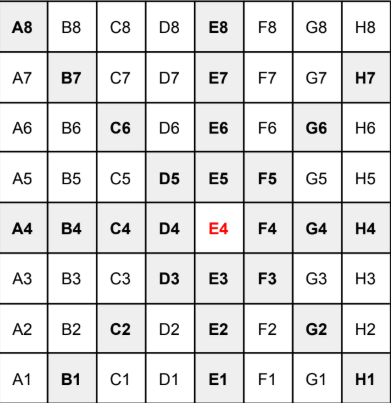 A8 B8 C8 D8 E8 F8 G8 H8
A7 B7 C7 D7 E7 F7 G7 H7
A6 B6 C6 D6 E6 F6 G6 H6
A5 B5 C5 D5 E5 F5 G5 H5
A4 B4 C4 D4 E4 F4 G4 H4
A3 B3 C3 D3 E3 F3 G3 H3
A2 B2 C2 D2 E2 F2 G2 H2
A1 B1 C1 D1 E1 F1 G1 H1